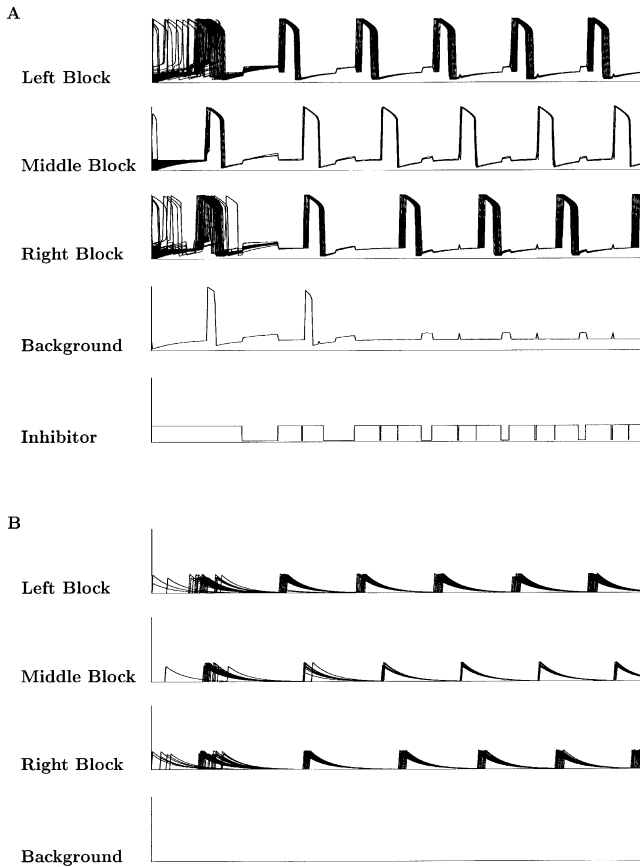 A
Left Block
Middle Block
Right Block
Background
Inhibitor
B
Left Block
Middle Block
Right Block
Background